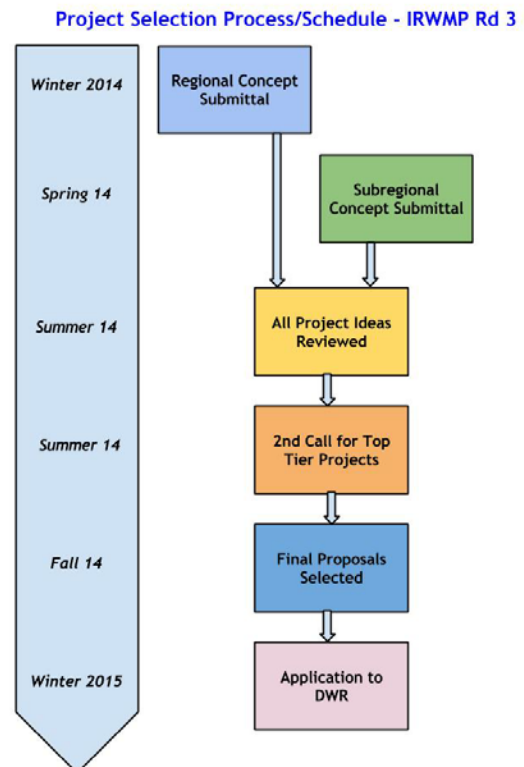 Project Selection Process/Schedule - IRWMP Rd 3
Winter 2014
Regional Concept
Submittal
Spring 14
Subregional
Concept Submittal
Summer 14
All Project Ideas
Reviewed
Summer 14
2nd Call for Top
Tier Projects
Fall 14
Final Proposals
Selected
Winter 2015
Application to
DWR